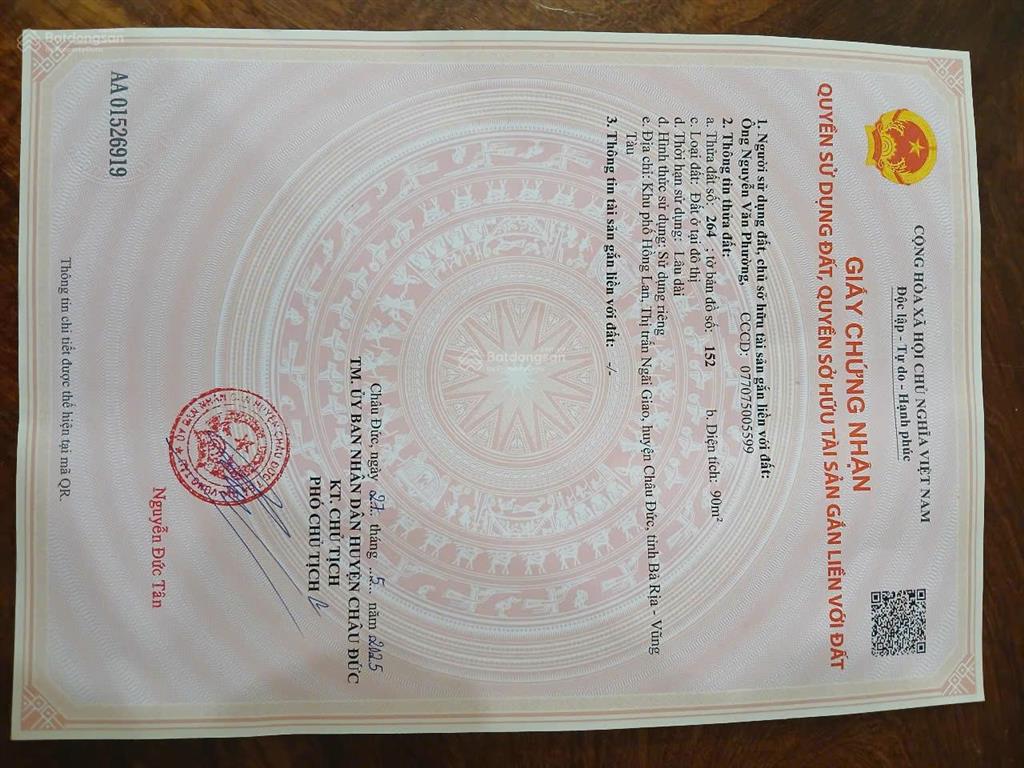 CỘNG HÒA XÃ HỘI CHỦ NGHĨA VIỆT NAM
Độc lập - Tự do - Hạnh phúc
GIẤY CHỨNG NHẬN
QUYỀN SỬ DỤNG ĐẤT, QUYỀN SỞ HỮU TÀI SẢN GẮN LIỀN VỚI ĐẤT
1. Người sử dụng đất, chủ sở hữu tài sản gắn liền với đất:
Ông Nguyễn Văn Phường, CCCD: 077075005599
2. Thông tin thửa đất:
a. Thửa đất số: 264 ; tờ bản đồ số: 152 b. Diện tích: 90m²
c. Loại đất: Đất ở tại đô thị
d. Thời hạn sử dụng: Lâu dài
d. Hình thức sử dụng: Sử dụng riêng
e. Địa chỉ: Khu phố Hồng Lan, Thị trấn Ngãi Giao, huyện Châu Đức, tỉnh Bà Rịa - Vũng
Tàu
3. Thông tin tài sản gắn liền với đất: -/-
Châu Đức, ngày 27 tháng 5 năm 2025
TM. ỦY BAN NHÂN DÂN HUYỆN CHÂU ĐỨC
KT. CHỦ TỊCH
PHÓ CHỦ TỊCH
Nguyễn Đức Tân
Thông tin chi tiết được thể hiện tại mã QR
AA 01526919
Batdongsan
Batdongsan
Batdongsan